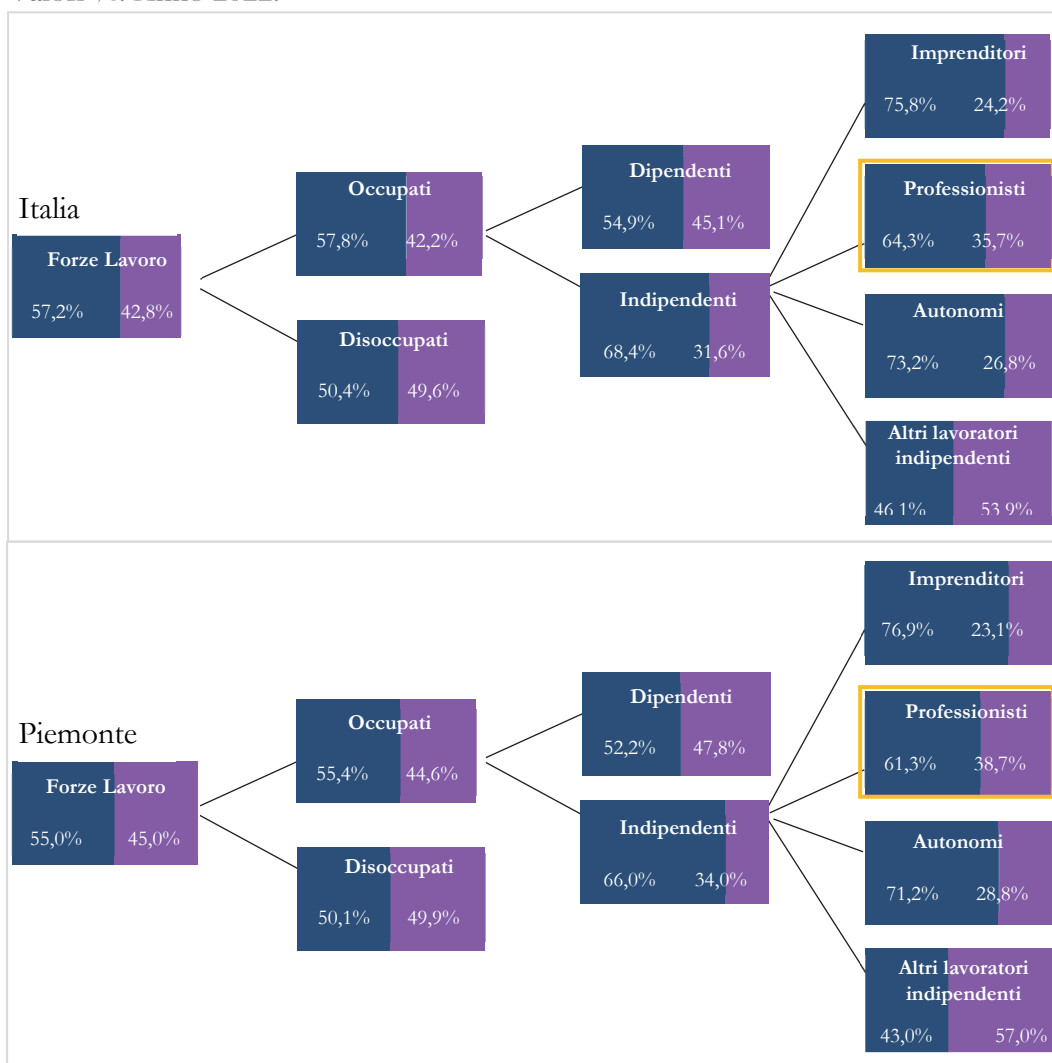 Italia
Forze Lavoro
57,2% 42,8%
Occupati
57,8% 42,2%
Disoccupati
50,4% 49,6%
Dipendenti
54,9% 45,1%
Indipendenti
68,4% 31,6%
Imprenditori
75,8% 24,2%
Professionisti
64,3% 35,7%
Autonomi
73,2% 26,8%
Altri lavoratori
indipendenti
46,1% 53,9%
Piemonte
Forze Lavoro
55,0% 45,0%
Occupati
55,4% 44,6%
Disoccupati
50,1% 49,9%
Dipendenti
52,2% 47,8%
Indipendenti
66,0% 34,0%
Imprenditori
76,9% 23,1%
Professionisti
61,3% 38,7%
Autonomi
71,2% 28,8%
Altri lavoratori
indipendenti
43,0% 57,0%